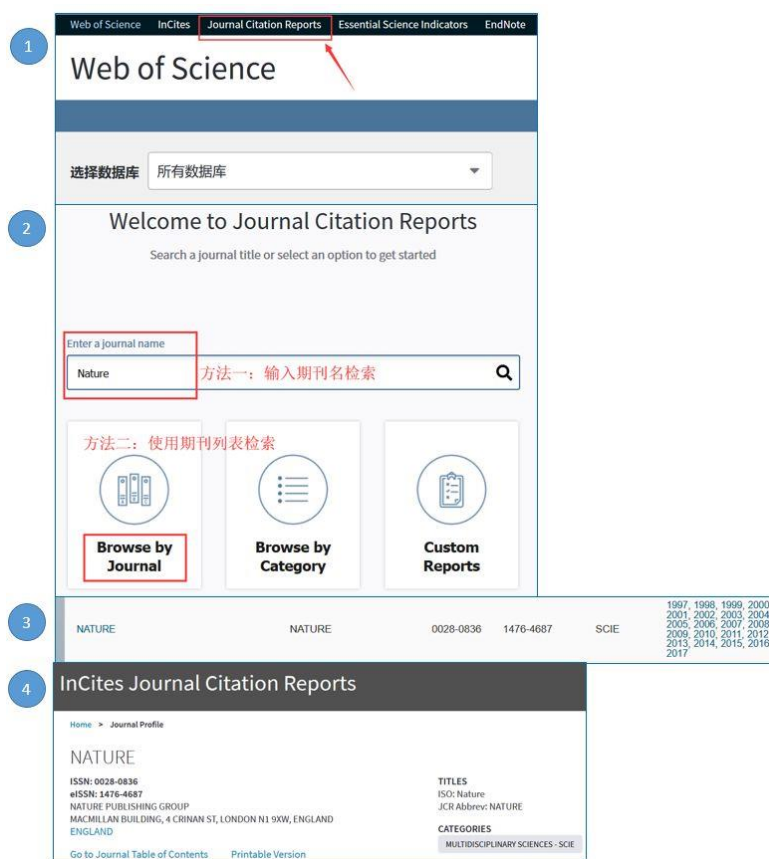 Web of Science InCites Journal Citation Reports Essential Science Indicators EndNote
1
Web of Science
选择数据库 所有数据库
2
Welcome to Journal Citation Reports
Search a journal title or select an option to get started
Enter a journal name
Nature 方法一：输入期刊名检索
方法二：使用期刊列表检索
Browse by Journal
Browse by Category
Custom Reports
3
NATURE NATURE 0028-0836 1476-4687 SCIE
1997, 1998, 1999, 2000
2001, 2002, 2003, 2004
2005, 2006, 2007, 2008
2009, 2010, 2011, 2012
2013, 2014, 2015, 2016
2017
4
InCites Journal Citation Reports
Home > Journal Profile
NATURE
ISSN: 0028-0836
eISSN: 1476-4687
NATURE PUBLISHING GROUP
MACMILLAN BUILDING, 4 CRINAN ST, LONDON N1 9XW, ENGLAND
ENGLAND
Go to Journal Table of Contents Printable Version
TITLES
ISO: Nature
JCR Abbrev: NATURE
CATEGORIES
MULTIDISCIPLINARY SCIENCES - SCIE